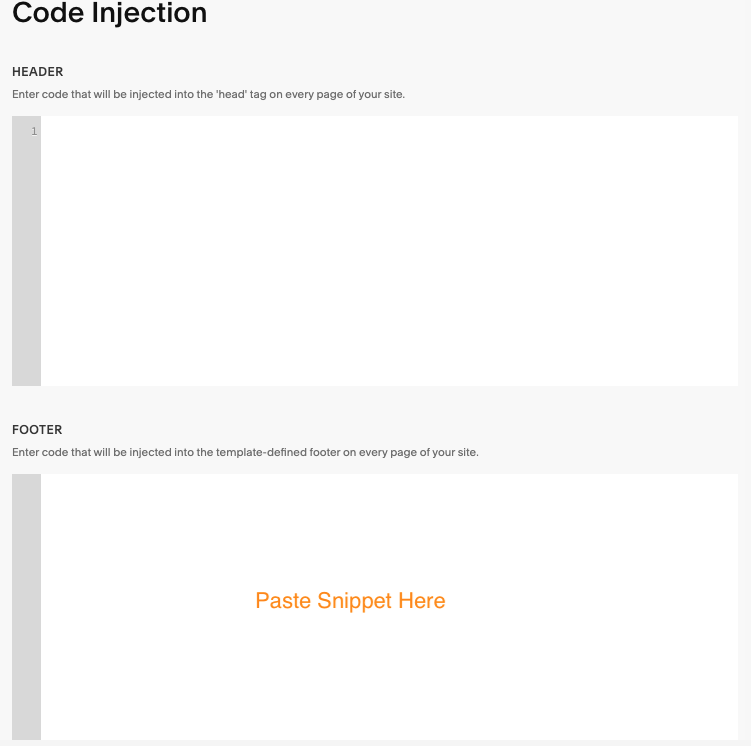 Code Injection
HEADER
Enter code that will be injected into the 'head' tag on every page of your site.
1
FOOTER
Enter code that will be injected into the template-defined footer on every page of your site.
Paste Snippet Here